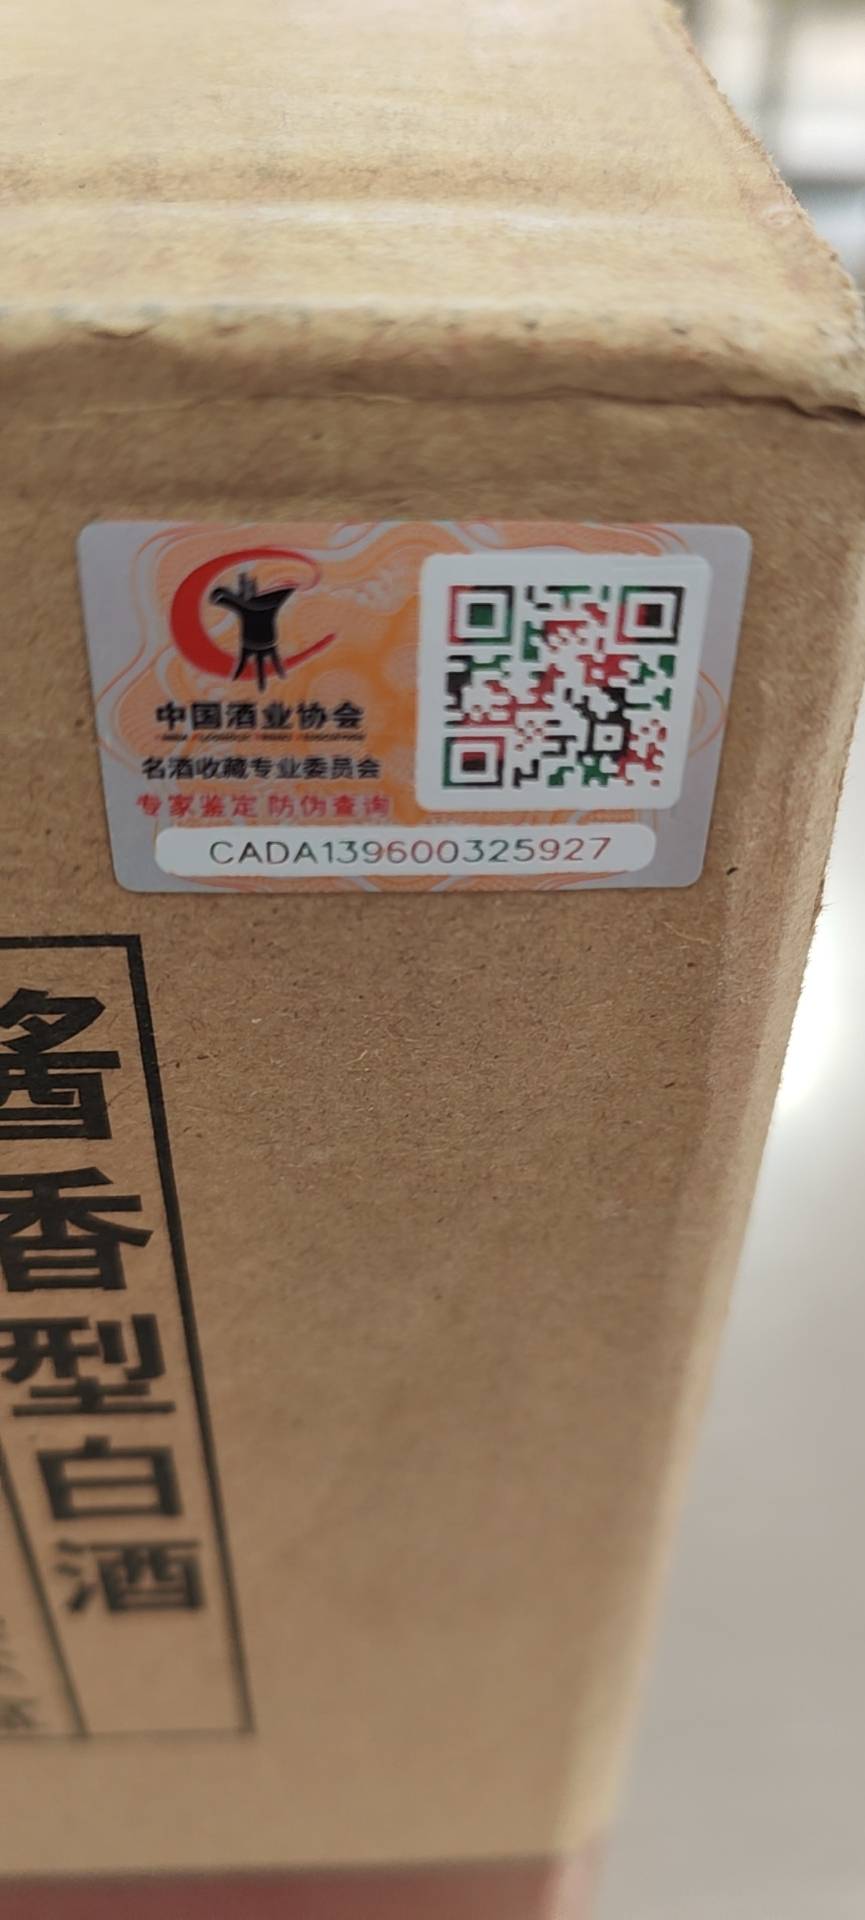 中国酒业协会
名酒收藏专业委员会
专家鉴定 防伪查询
CADA139600325927
酱香型白酒